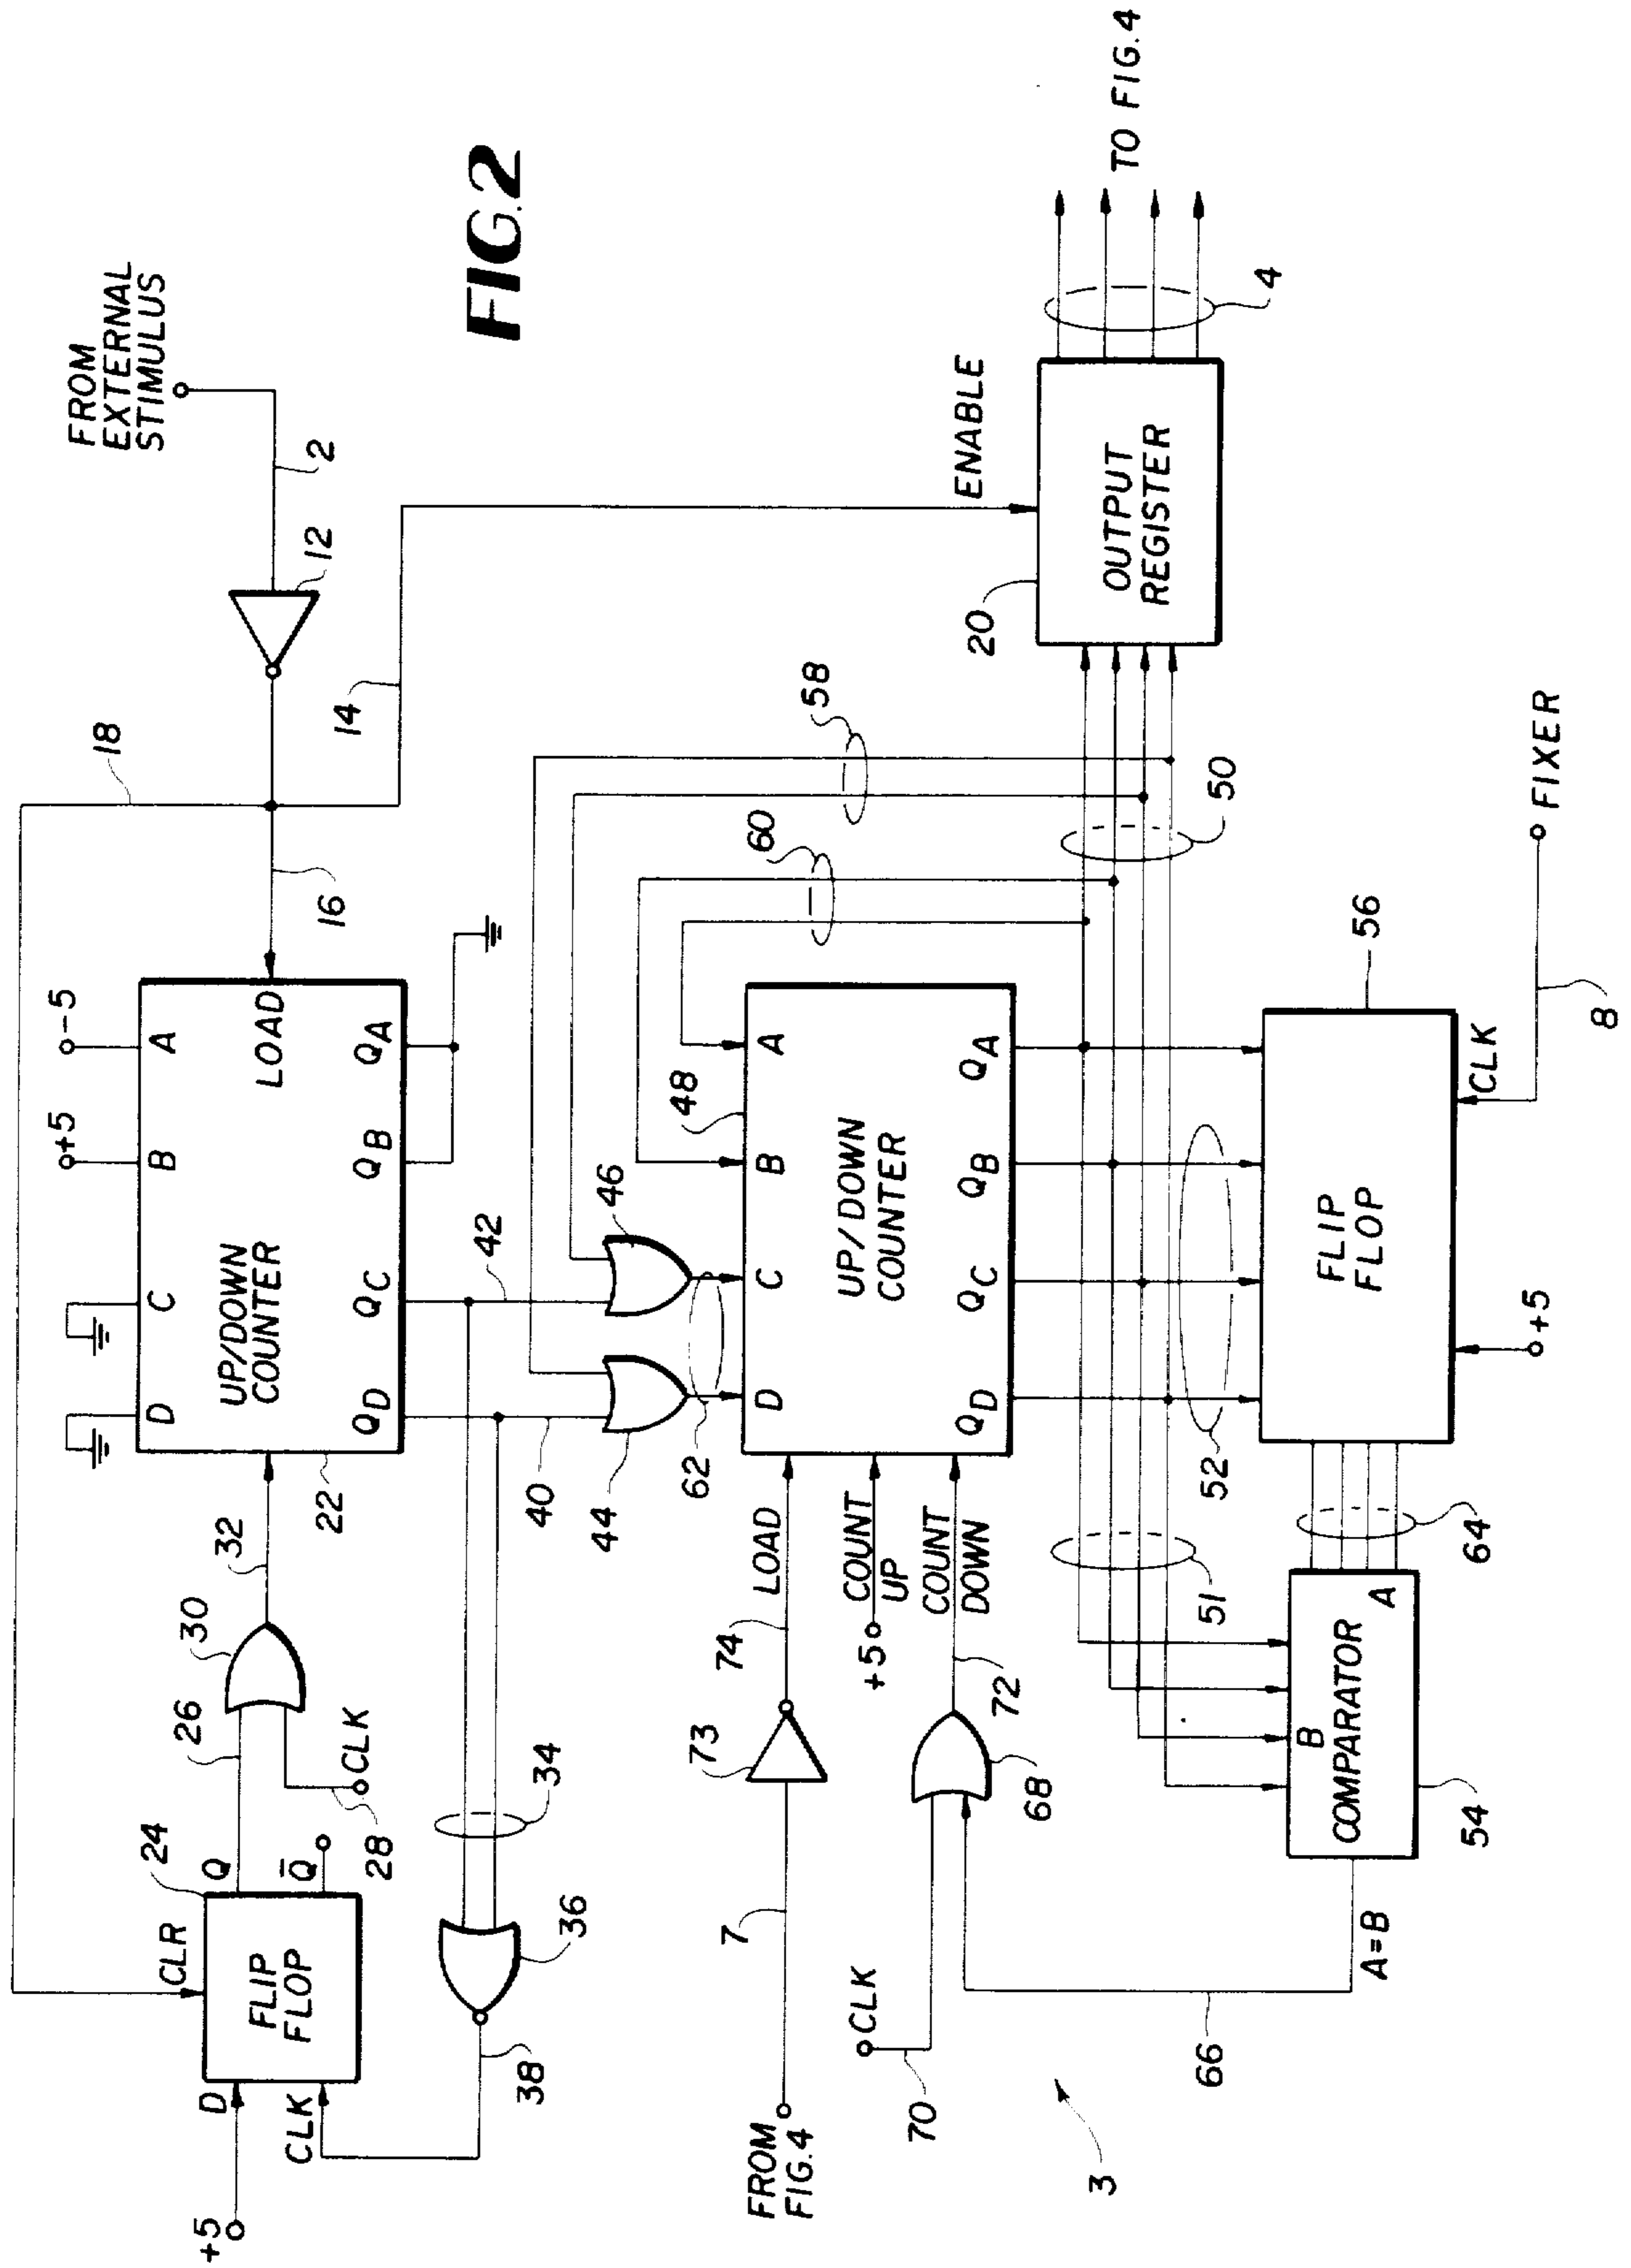 FIG.2
FROM
EXTERNAL
STIMULUS
2
12
18
16
14
+5
D
CLR
CLK
FLIP
FLOP
24
Q
Q̄
26
28
CLK
30
32
D
C
B
A
+5
-5
UP/DOWN
COUNTER
LOAD
22
QD
QC
QB
QA
34
36
38
40
42
44
46
62
58
60
FROM
FIG.4
7
73
74
LOAD
+5
COUNT
UP
COUNT
DOWN
CLK
70
68
72
D
C
B
A
48
UP/DOWN
COUNTER
QD
QC
QB
QA
50
ENABLE
20
OUTPUT
REGISTER
4
TO FIG.4
3
66
A=B
B
COMPARATOR
A
54
51
64
52
FLIP
FLOP
56
+5
CLK
8
FIXER